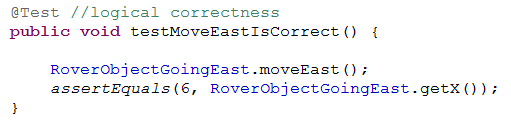 @Test //logical correctness
public void testMoveEastIsCorrect() {
RoverObjectGoingEast.moveEast();
assertEquals(6, RoverObjectGoingEast.getX());
}